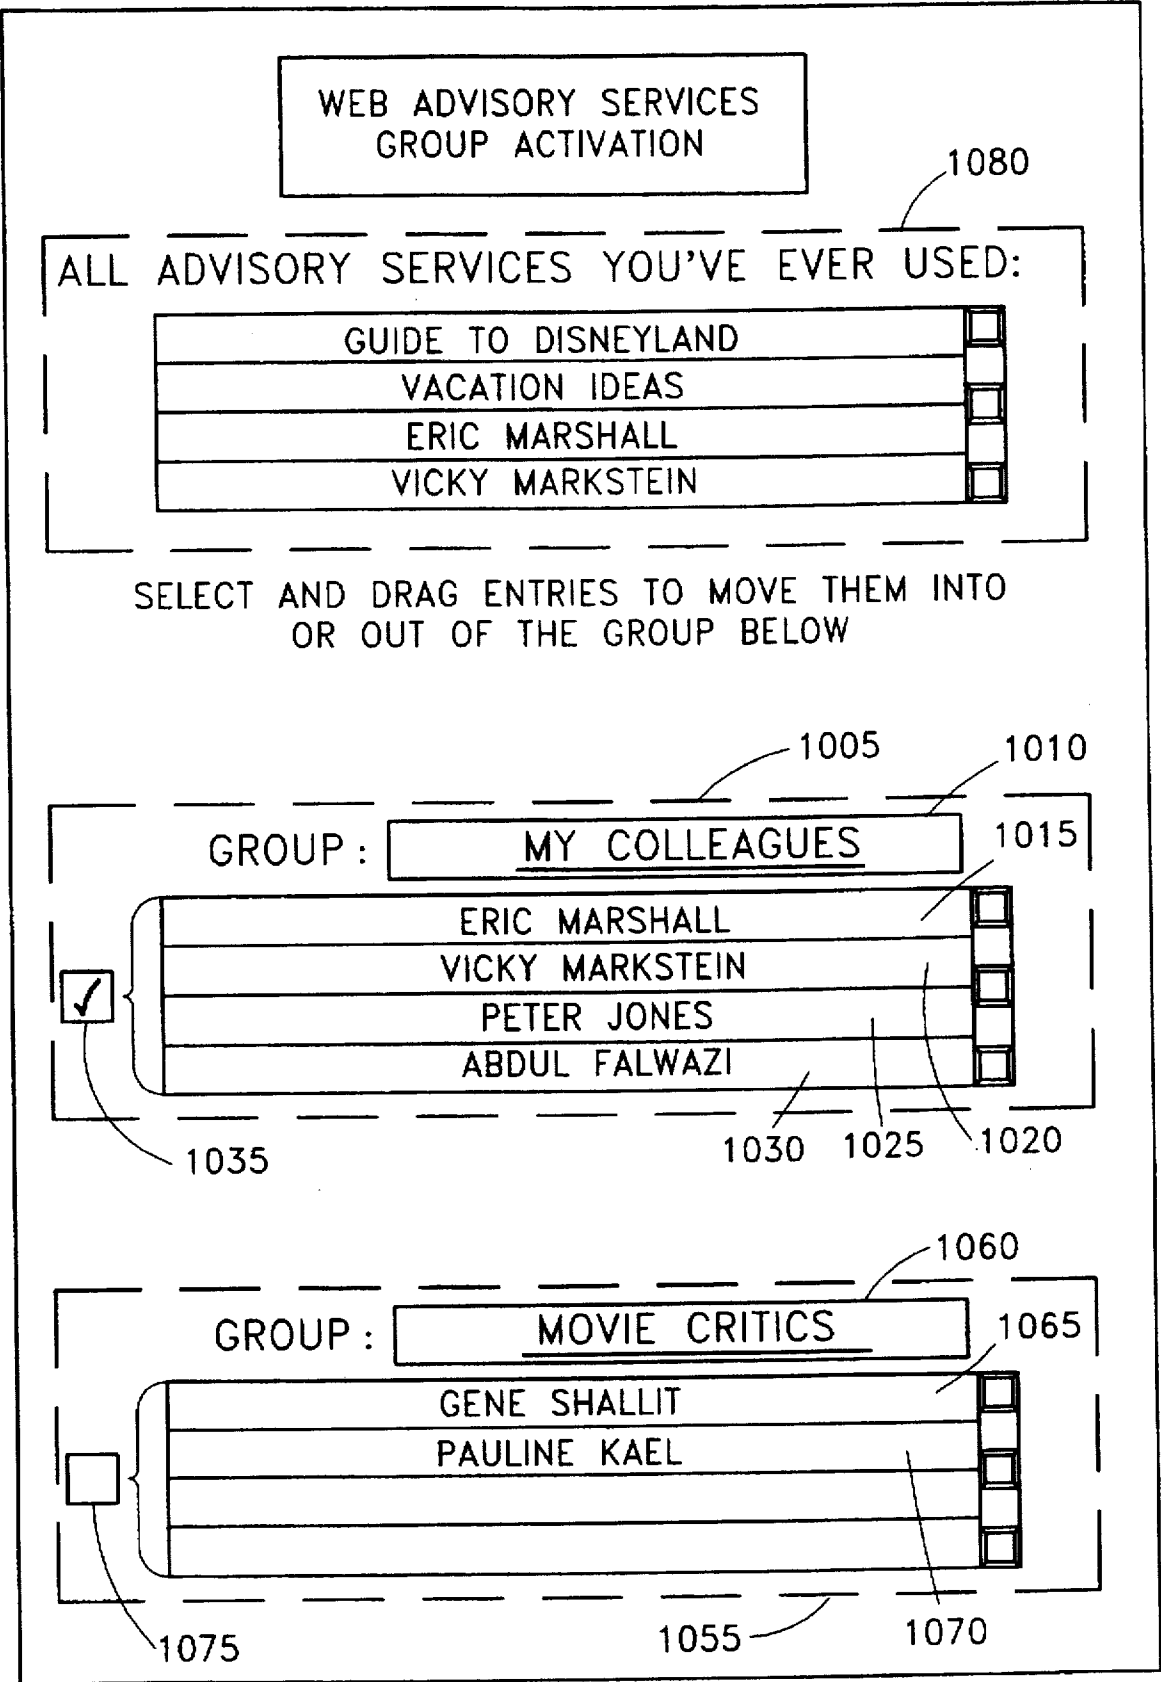 WEB ADVISORY SERVICES
GROUP ACTIVATION
1080
ALL ADVISORY SERVICES YOU'VE EVER USED:
GUIDE TO DISNEYLAND
VACATION IDEAS
ERIC MARSHALL
VICKY MARKSTEIN
SELECT AND DRAG ENTRIES TO MOVE THEM INTO
OR OUT OF THE GROUP BELOW
1005
1010
GROUP: MY COLLEAGUES
1015
ERIC MARSHALL
VICKY MARKSTEIN
PETER JONES
ABDUL FALWAZI
1035
1030
1025
1020
1060
GROUP: MOVIE CRITICS
1065
GENE SHALLIT
PAULINE KAEL
1075
1055
1070